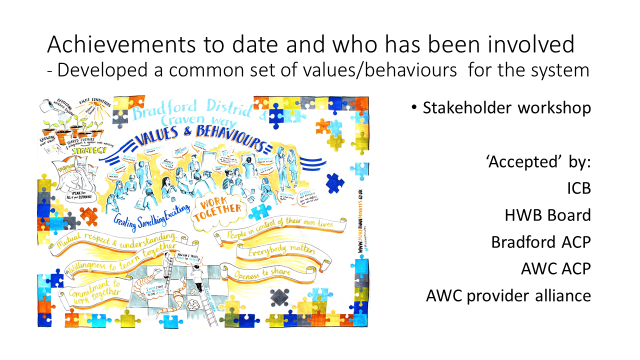 Achievements to date and who has been involved
- Developed a common set of values/behaviours for the system
• Stakeholder workshop
'Accepted' by:
ICB
HWB Board
Bradford ACP
AWC ACP
AWC provider alliance
Bradford District &
Craven way
VALUES & BEHAVIOURS
STRATEGY
Creating Something Exciting
WORK
TOGETHER
Mutual respect & understanding
Willingness to learn together
Commitment to
work together
People in control of their own lives
Everybody matters
Openness to share